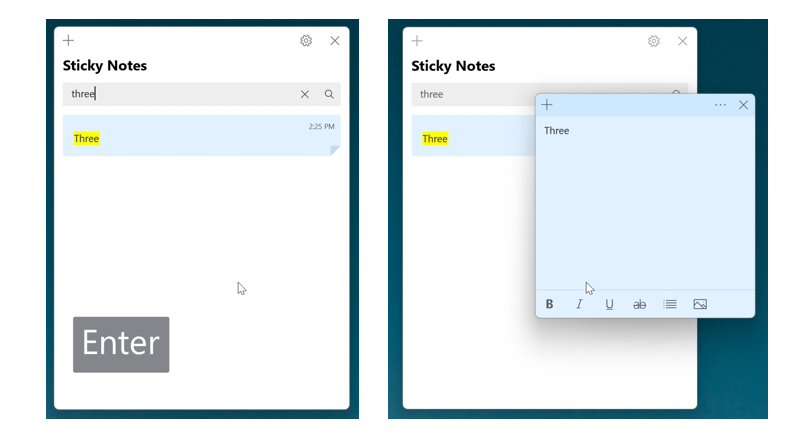 Sticky Notes
three
2:25 PM
Three
Enter
Sticky Notes
three
Three
Three
B I U ab